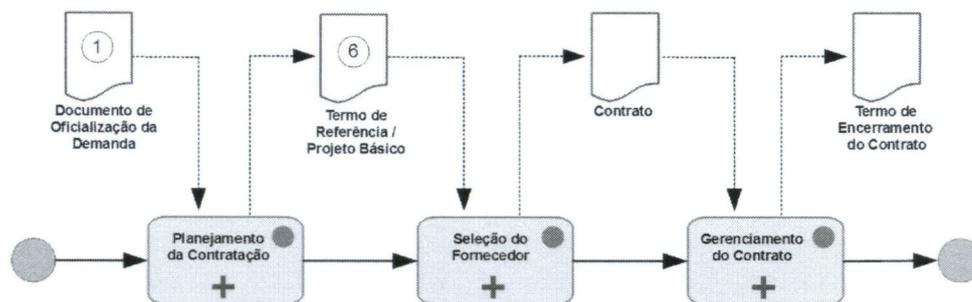 1
Documento de
Oficialização da
Demanda
6
Termo de
Referência /
Projeto Básico
Contrato
Termo de
Encerramento
do Contrato
Planejamento
da Contratação
Seleção do
Fornecedor
Gerenciamento
do Contrato